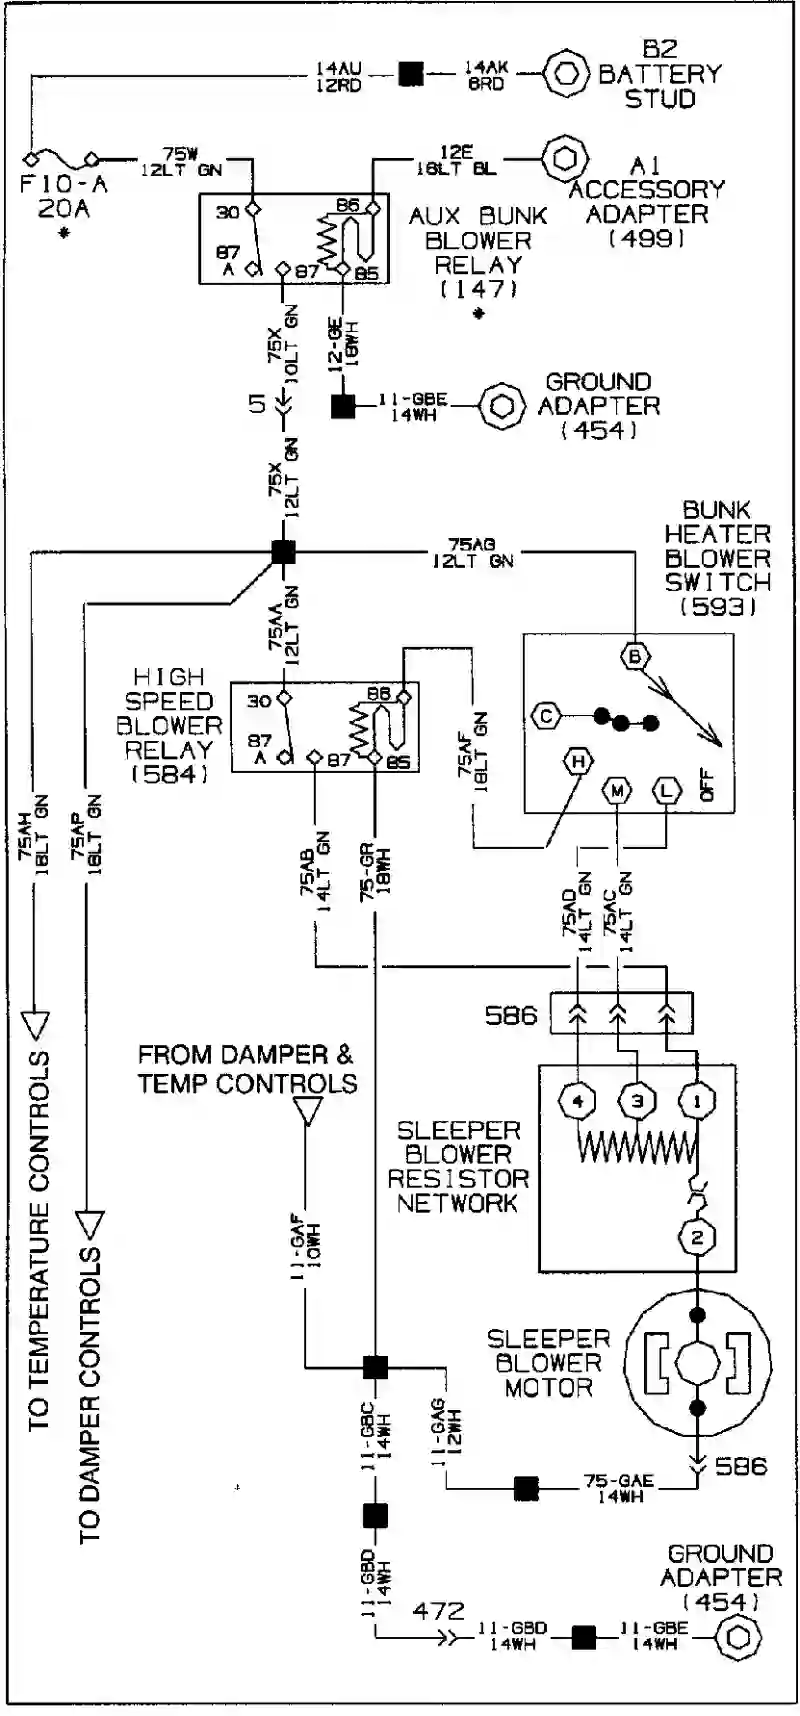 B2
BATTERY
STUD
14AU
12RD
14AK
8RD
F10-A
20A
*
75W
12LT GN
12E
18LT BL
A1
ACCESSORY
ADAPTER
(499)
30
86
87
A
87
85
AUX BUNK
BLOWER
RELAY
(147)
*
75X
10LT GN
12-GE
18WH
5
11-GBE
14WH
GROUND
ADAPTER
(454)
75X
12LT GN
75AG
12LT GN
BUNK
HEATER
BLOWER
SWITCH
(593)
75AA
12LT GN
HIGH
SPEED
BLOWER
RELAY
(584)
30
86
87
A
87
85
B
C
H
M
L
OFF
75AF
18LT GN
75AH
18LT GN
75AP
18LT GN
75AB
14LT GN
75-GR
18WH
75AD
14LT GN
75AC
14LT GN
586
FROM DAMPER &
TEMP CONTROLS
4
3
1
2
SLEEPER
BLOWER
RESISTOR
NETWORK
TO TEMPERATURE CONTROLS
TO DAMPER CONTROLS
11-GAF
10WH
SLEEPER
BLOWER
MOTOR
11-GBC
14WH
11-GAG
12WH
586
75-GAE
14WH
11-GBD
14WH
472
11-GBD
14WH
11-GBE
14WH
GROUND
ADAPTER
(454)